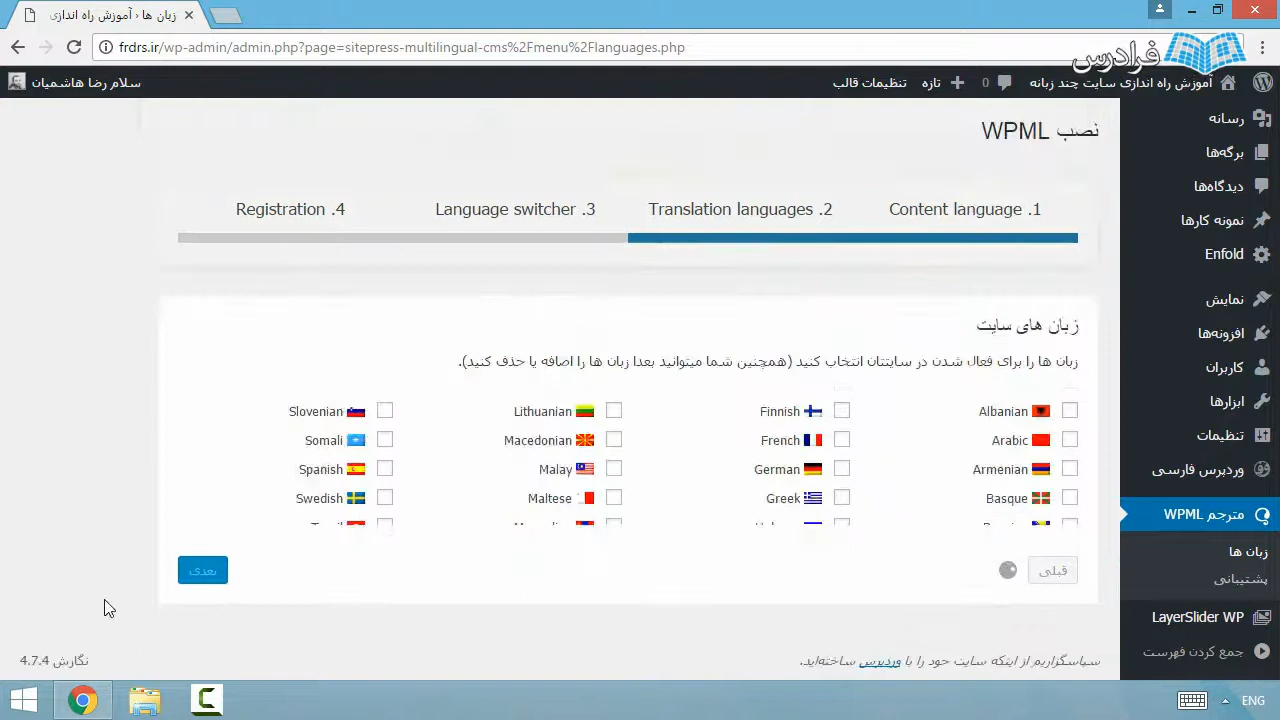 زبان ها ‹ آموزش راه اندازی
frdrs.ir/wp-admin/admin.php?page=sitepress-multilingual-cms%2Fmenu%2Flanguages.php
فرادرس
آموزش راه اندازی سایت چند زبانه
0
تازه
تنظیمات قالب
سلام رضا هاشمیان
رسانه
برگه‌ها
دیدگاه‌ها
نمونه کارها
Enfold
نمایش
افزونه‌ها
کاربران
ابزارها
تنظیمات
وردپرس فارسی
مترجم WPML
زبان ها
پشتیبانی
LayerSlider WP
جمع کردن فهرست
نصب WPML
1. Content language
2. Translation languages
3. Language switcher
4. Registration
زبان های سایت
زبان ها را برای فعال شدن در سایتتان انتخاب کنید (همچنین شما میتوانید بعدا زبان ها را اضافه یا حذف کنید).
Albanian
Finnish
Lithuanian
Slovenian
Arabic
French
Macedonian
Somali
Armenian
German
Malay
Spanish
Basque
Greek
Maltese
Swedish
قبلی
بعدی
سپاسگزاریم از اینکه سایت خود را با وردپرس ساخته‌اید.
نگارش 4.7.4
ENG